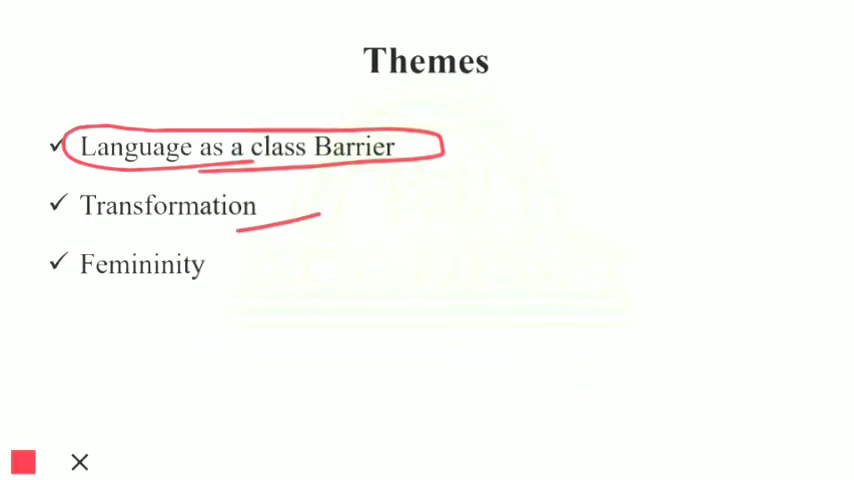 Themes
✓ Language as a class Barrier
✓ Transformation
✓ Femininity